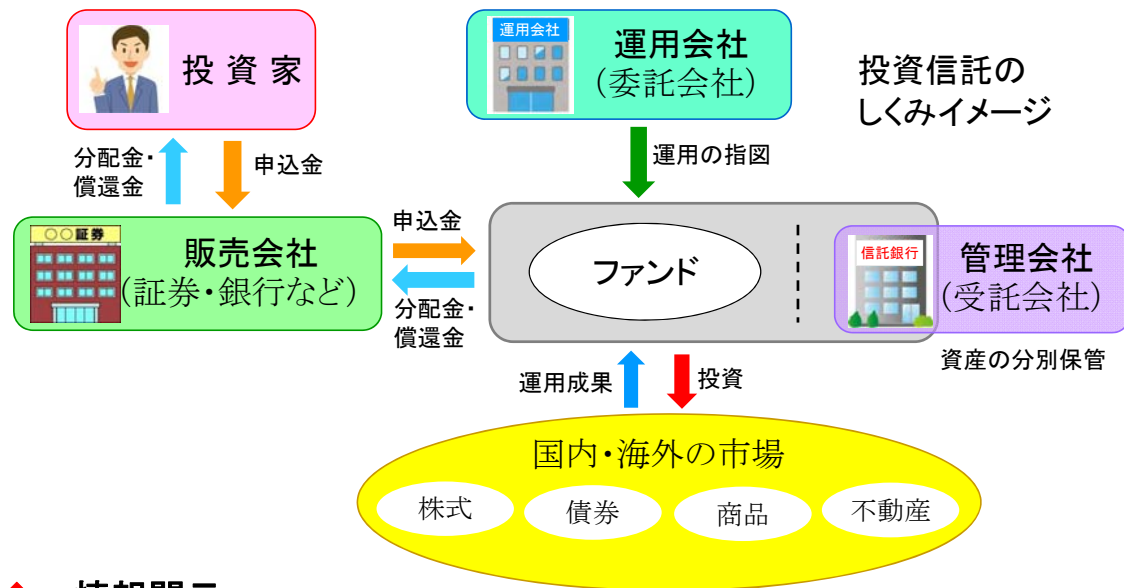 投 資 家
運用会社
運用会社
(委託会社)
投資信託の
しくみイメージ
分配金・
償還金
申込金
運用の指図
○○証券
販売会社
(証券・銀行など)
申込金
分配金・
償還金
ファンド
信託銀行
管理会社
(受託会社)
資産の分別保管
運用成果
投資
国内・海外の市場
株式
債券
商品
不動産
情報開示